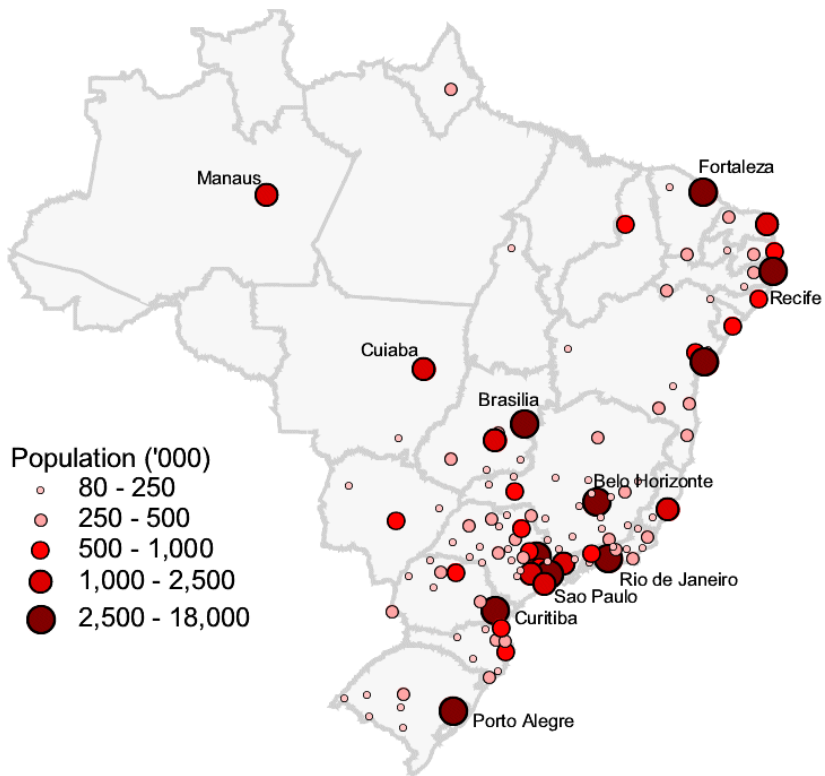 Fortaleza
Manaus
Recife
Cuiaba
Brasilia
Population ('000)
80 - 250
250 - 500
500 - 1,000
1,000 - 2,500
2,500 - 18,000
Belo Horizonte
Rio de Janeiro
Sao Paulo
Curitiba
Porto Alegre